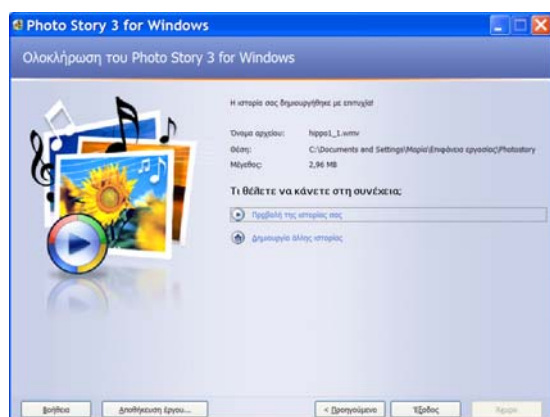 Photo Story 3 for Windows
Ολοκλήρωση του Photo Story 3 for Windows
Η ιστορία σας δημιουργήθηκε με επιτυχία!
Όνομα αρχείου: hippo1_1.wmv
Θέση: C:\Documents and Settings\Μαρία\Επιφάνεια εργασίας\Photostory
Μέγεθος: 2,96 MB
Τι θέλετε να κάνετε στη συνέχεια;
Προβολή της ιστορίας σας
Δημιουργία άλλης ιστορίας
Βοήθεια
Αποθήκευση έργου...
< Προηγούμενο
Έξοδος